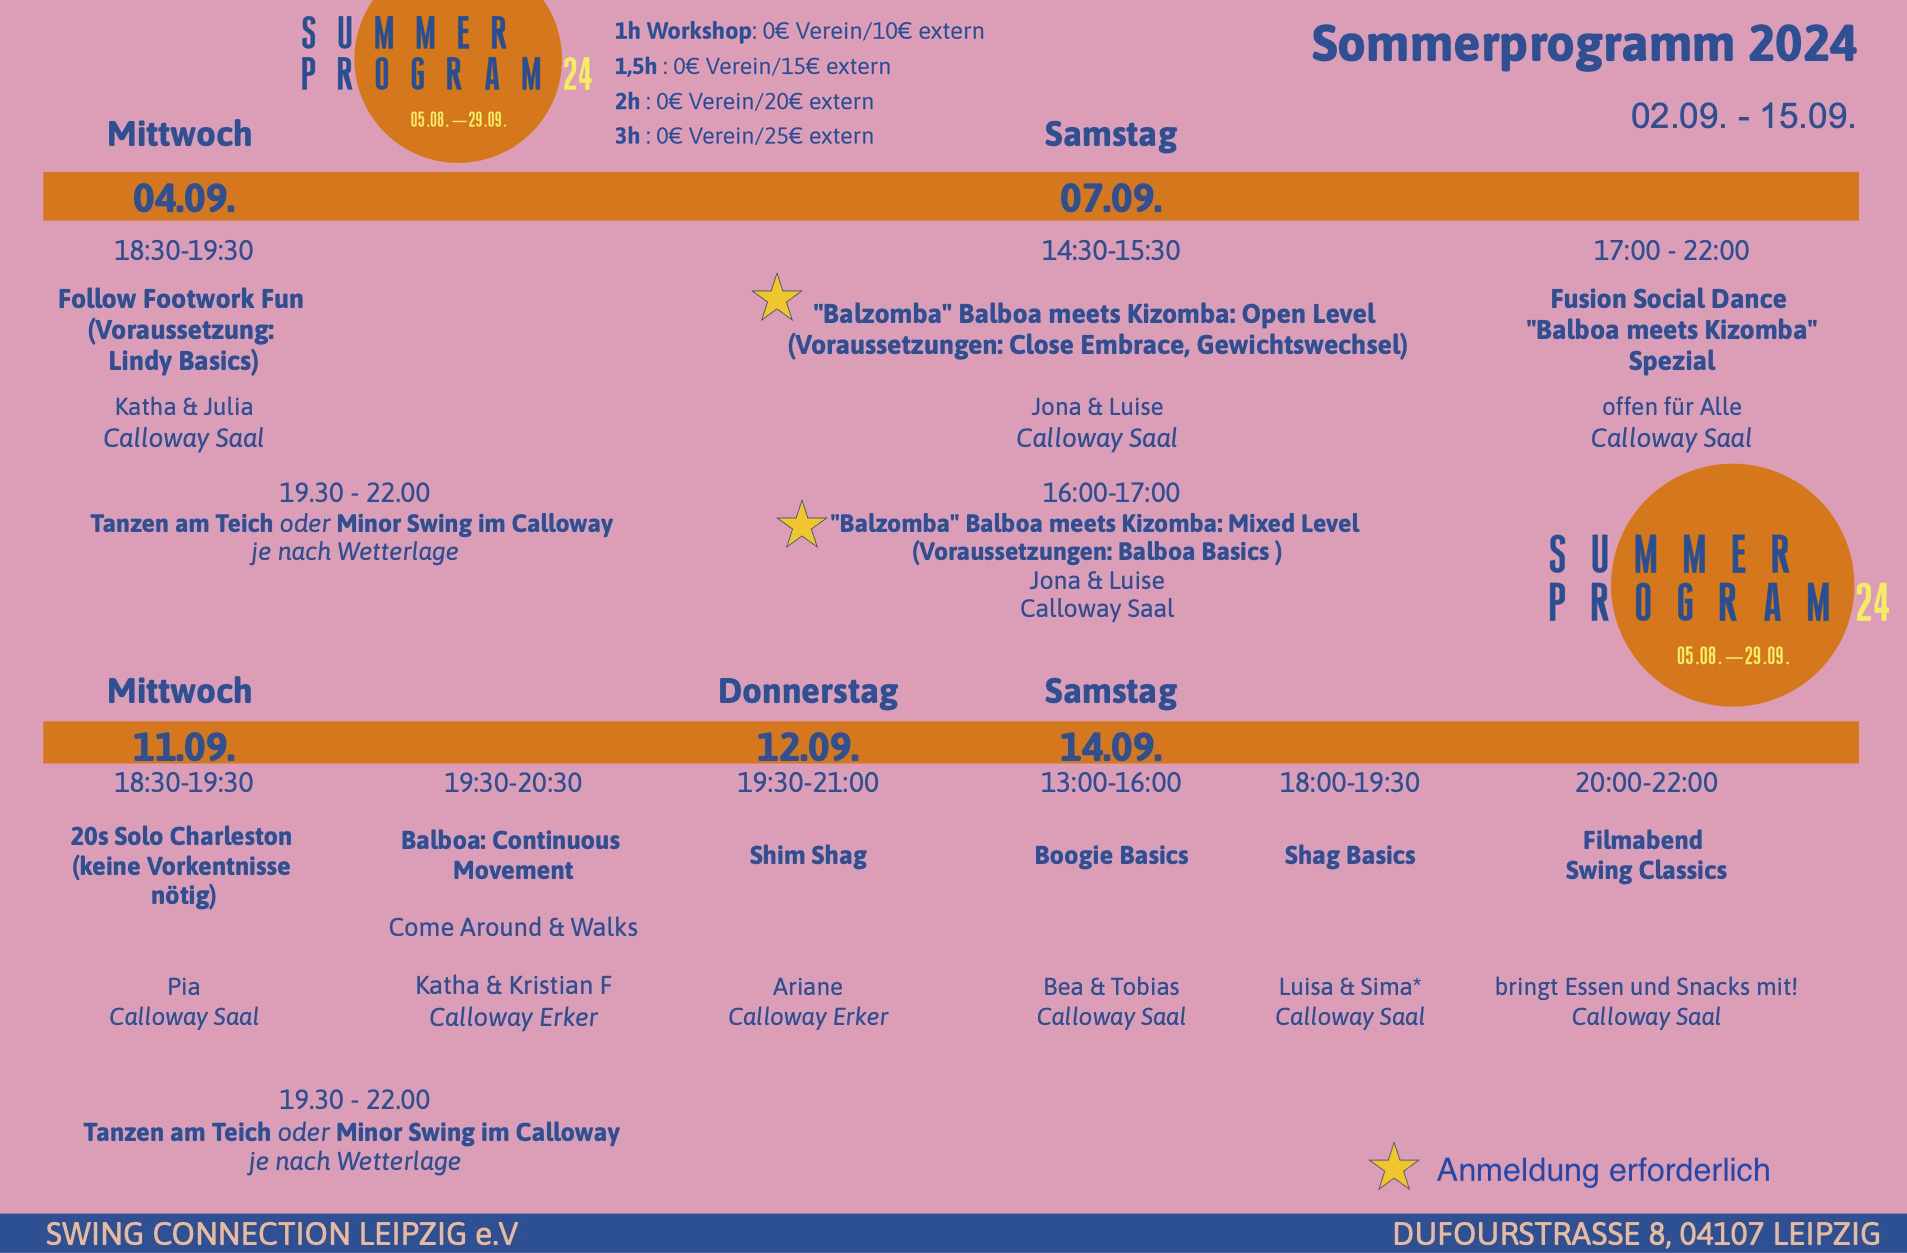 SUMMER
PROGRAM 24
05.08.—29.09.
1h Workshop: 0€ Verein/10€ extern
1,5h : 0€ Verein/15€ extern
2h : 0€ Verein/20€ extern
3h : 0€ Verein/25€ extern
Sommerprogramm 2024
02.09. - 15.09.
Mittwoch
04.09.
18:30-19:30
Follow Footwork Fun
(Voraussetzung:
Lindy Basics)
Katha & Julia
Calloway Saal
19.30 - 22.00
Tanzen am Teich oder Minor Swing im Calloway
je nach Wetterlage
Samstag
07.09.
14:30-15:30
"Balzomba" Balboa meets Kizomba: Open Level
(Voraussetzungen: Close Embrace, Gewichtswechsel)
Jona & Luise
Calloway Saal
16:00-17:00
"Balzomba" Balboa meets Kizomba: Mixed Level
(Voraussetzungen: Balboa Basics )
Jona & Luise
Calloway Saal
17:00 - 22:00
Fusion Social Dance
"Balboa meets Kizomba"
Spezial
offen für Alle
Calloway Saal
SUMMER
PROGRAM 24
05.08.—29.09.
Mittwoch
11.09.
18:30-19:30
20s Solo Charleston
(keine Vorkentnisse
nötig)
Pia
Calloway Saal
19:30-20:30
Balboa: Continuous
Movement
Come Around & Walks
Katha & Kristian F
Calloway Erker
19.30 - 22.00
Tanzen am Teich oder Minor Swing im Calloway
je nach Wetterlage
Donnerstag
12.09.
19:30-21:00
Shim Shag
Ariane
Calloway Erker
Samstag
14.09.
13:00-16:00
Boogie Basics
Bea & Tobias
Calloway Saal
18:00-19:30
Shag Basics
Luisa & Sima*
Calloway Saal
20:00-22:00
Filmabend
Swing Classics
bringt Essen und Snacks mit!
Calloway Saal
Anmeldung erforderlich
SWING CONNECTION LEIPZIG e.V
DUFOURSTRASSE 8, 04107 LEIPZIG